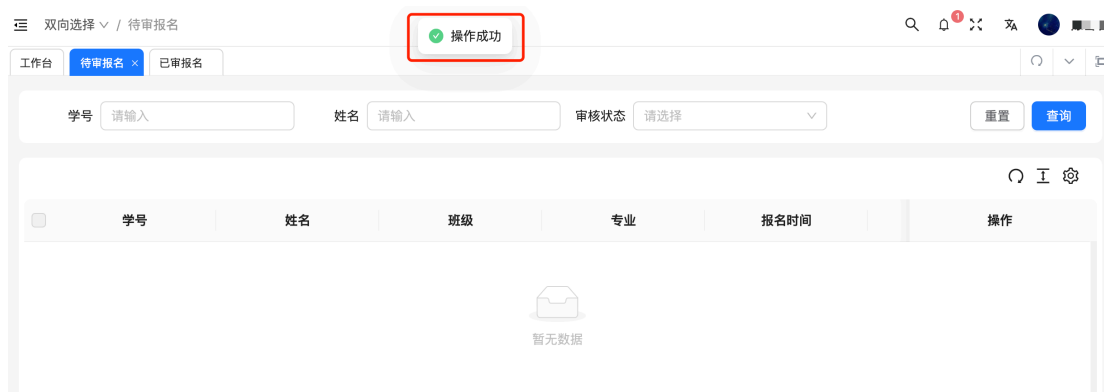 双向选择 / 待审报名
操作成功
1
工作台 待审报名 × 已审报名
学号 请输入 姓名 请输入 审核状态 请选择 重置 查询
学号 姓名 班级 专业 报名时间 操作
暂无数据